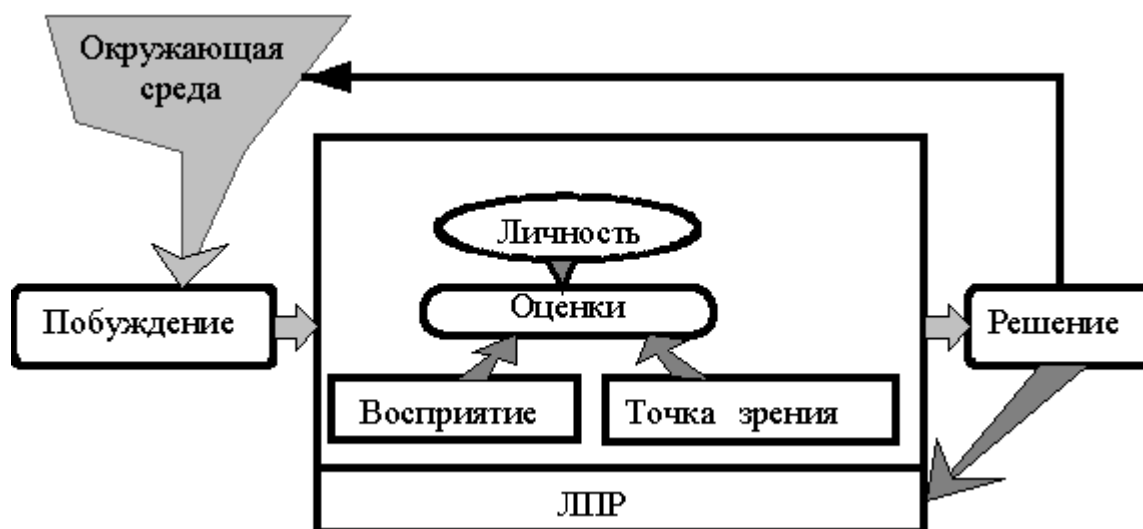 Окружающая
среда
Личность
Оценки
Побуждение
Решение
Восприятие
Точка зрения
ЛПР